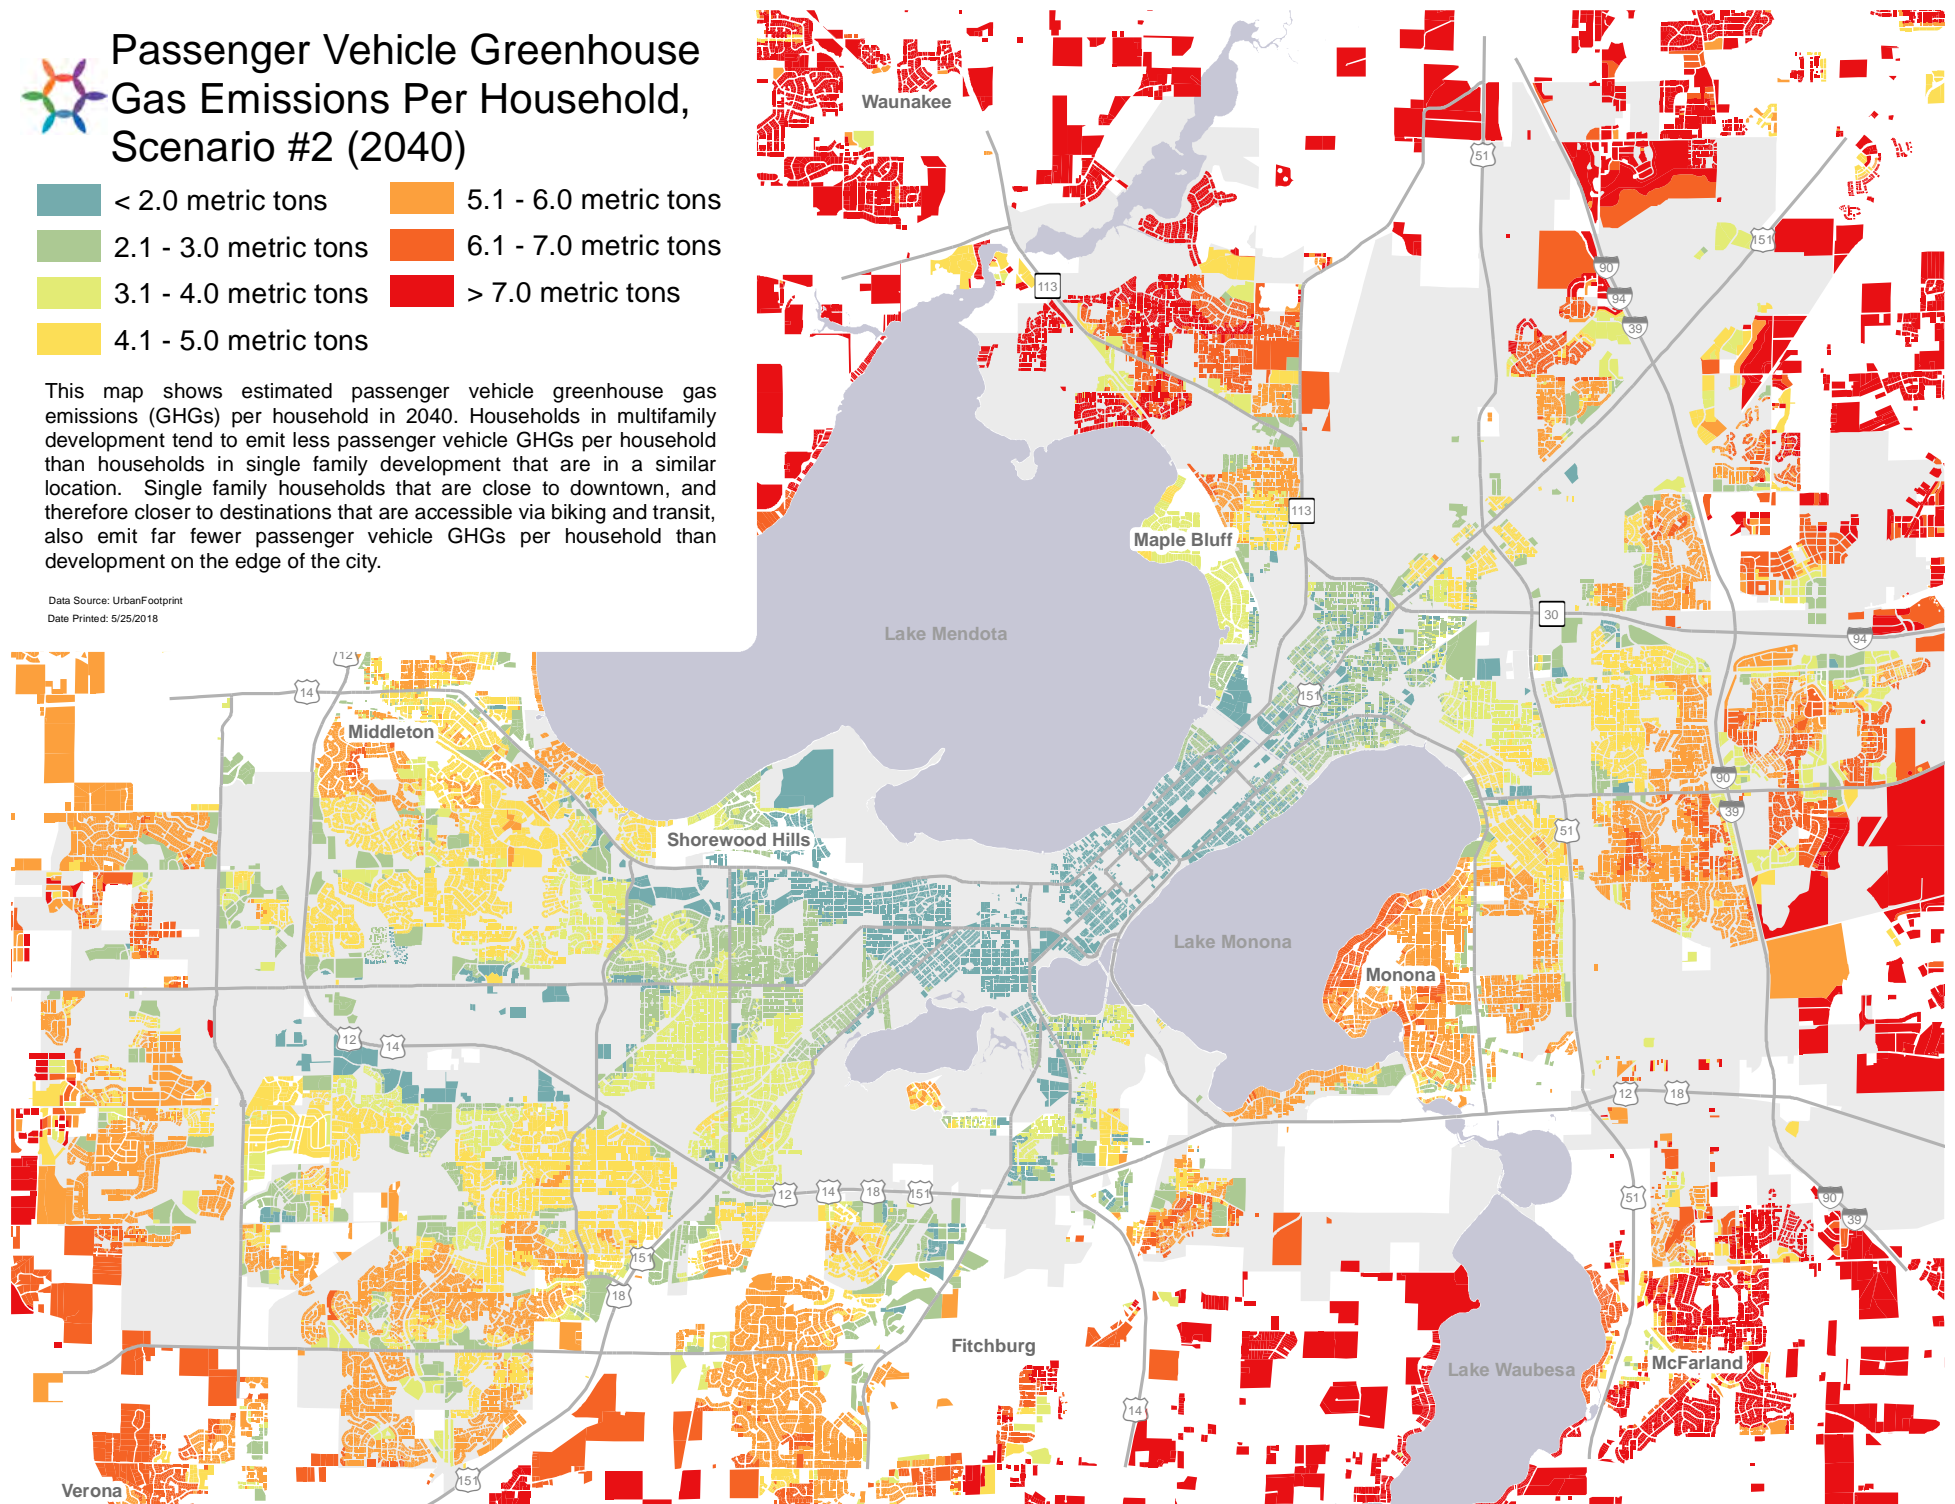 Passenger Vehicle Greenhouse
Gas Emissions Per Household,
Scenario #2 (2040)
< 2.0 metric tons
2.1 - 3.0 metric tons
3.1 - 4.0 metric tons
4.1 - 5.0 metric tons
5.1 - 6.0 metric tons
6.1 - 7.0 metric tons
> 7.0 metric tons
This map shows estimated passenger vehicle greenhouse gas
emissions (GHGs) per household in 2040. Households in multifamily
development tend to emit less passenger vehicle GHGs per household
than households in single family development that are in a similar
location. Single family households that are close to downtown, and
therefore closer to destinations that are accessible via biking and transit,
also emit far fewer passenger vehicle GHGs per household than
development on the edge of the city.
Data Source: UrbanFootprint
Date Printed: 5/25/2018
Waunakee
51
151
90
94
39
113
113
Maple Bluff
30
94
Lake Mendota
12
14
151
Middleton
90
39
51
Shorewood Hills
Lake Monona
Monona
12
14
12
18
12
14
18
151
51
90
39
151
18
Fitchburg
Lake Waubesa
McFarland
14
151
Verona